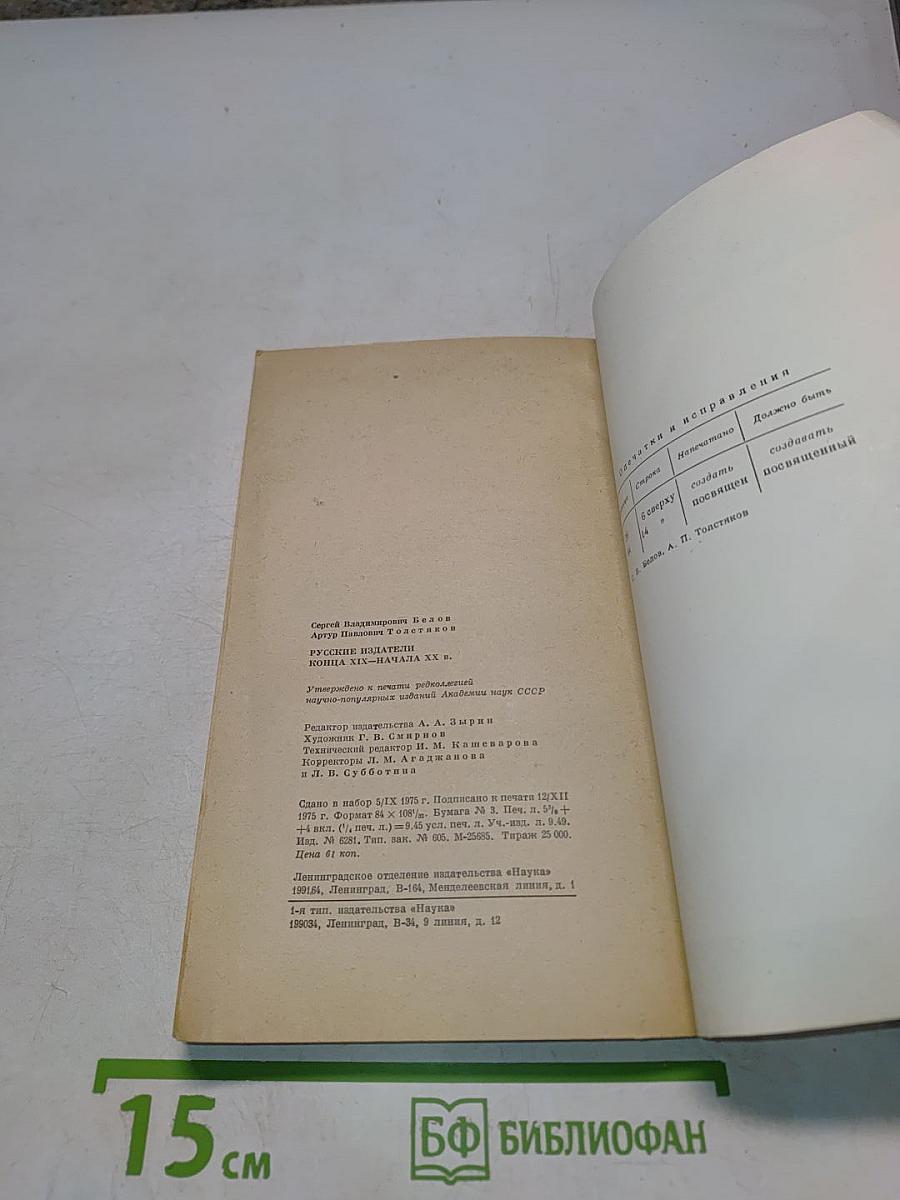 Сергей Владимирович Белов
Артур Павлович Толстяков
РУССКИЕ ИЗДАТЕЛИ
КОНЦА XIX—НАЧАЛА XX в.
Утверждено к печати редколлегией
научно-популярных изданий Академии наук СССР
Редактор издательства А. А. Зырин
Художник Г. В. Смирнов
Технический редактор И. М. Кашеварова
Корректоры Л. М. Агаджанова
и Л. В. Субботина
Сдано в набор 5/IX 1975 г. Подписано к печати 12/XII
1975 г. Формат 84 × 108¹/₃₂. Бумага № 3. Печ. л. 5³/₈ +
+4 вкл. (¹/₄ печ. л.) = 9.45 усл. печ. л. Уч.-изд. л. 9.49.
Изд. № 6281. Тип. зак. № 605. М-25685. Тираж 25 000.
Цена 61 коп.
Ленинградское отделение издательства «Наука»
199164, Ленинград, В-164, Менделеевская линия, д. 1
1-я тип. издательства «Наука»
199034, Ленинград, В-34, 9 линия, д. 12
Опечатки и исправления
Строка Напечатано Должно быть
6 сверху создать создавать
14 » посвящен посвященный
Белов, А. П. Толстяков
15 см
БФ БИБЛИОФАН